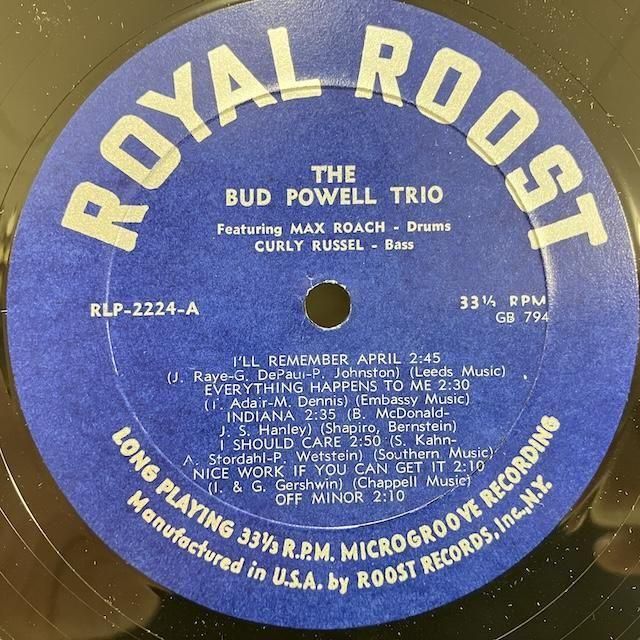 ROYAL ROOST
THE
BUD POWELL TRIO
Featuring MAX ROACH - Drums
CURLY RUSSEL - Bass
RLP-2224-A
33⅓ RPM
GB 794
I'LL REMEMBER APRIL 2:45
(J. Raye-G. DePaul-P. Johnston) (Leeds Music)
EVERYTHING HAPPENS TO ME 2:30
(T. Adair-M. Dennis) (Embassy Music)
INDIANA 2:35 (B. McDonald-
J. S. Hanley) (Shapiro, Bernstein)
I SHOULD CARE 2:50 (S. Kahn-
A. Stordahl-P. Wetstein) (Southern Music)
NICE WORK IF YOU CAN GET IT 2:10
(I. & G. Gershwin) (Chappell Music)
OFF MINOR 2:10
LONG PLAYING 33⅓ R.P.M. MICROGROOVE RECORDING
Manufactured in U.S.A. by ROOST RECORDS, Inc., N.Y.